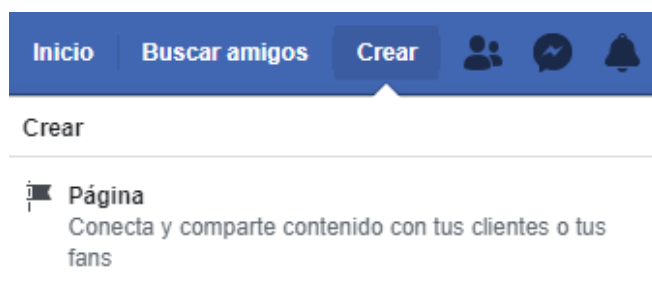 Inicio Buscar amigos Crear
Crear
Página
Conecta y comparte contenido con tus clientes o tus
fans